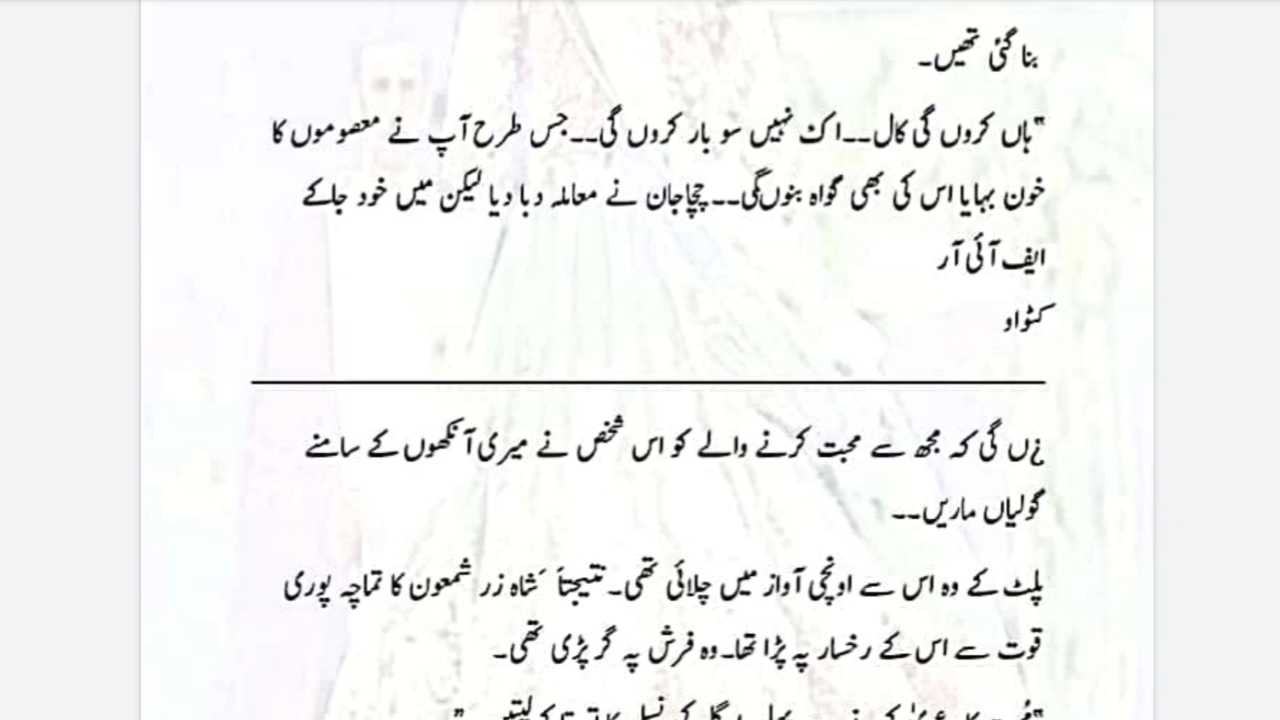 بنا گئی تھیں۔
"ہاں کروں گی کال۔۔اک نہیں سو بار کروں گی۔۔جس طرح آپ نے معصوموں کا
خون بہایا اس کی بھی گواہ بنوں گی۔۔چچا جان نے معاملہ دبا دیا لیکن میں خود جا کے
ایف آئی آر
کٹواو
ٔں گی کہ مجھ سے محبت کرنے والے کو اس شخص نے میری آنکھوں کے سامنے
گولیاں ماریں۔۔
پلٹ کے وہ اس سے اونچی آواز میں چلائی تھی۔نتیجتاً شاہ زر شمعون کا تماچہ پوری
قوت سے اس کے رخسار پہ پڑا تھا۔وہ فرش پہ گر پڑی تھی۔